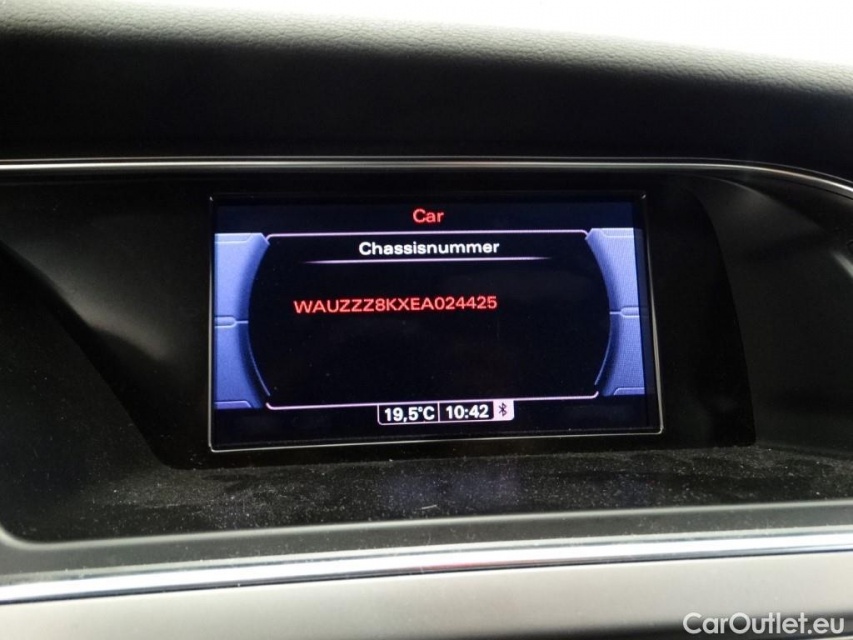 Car
Chassisnummer
WAUZZZ8KXEA024425
19,5°C 10:42
CarOutlet.eu